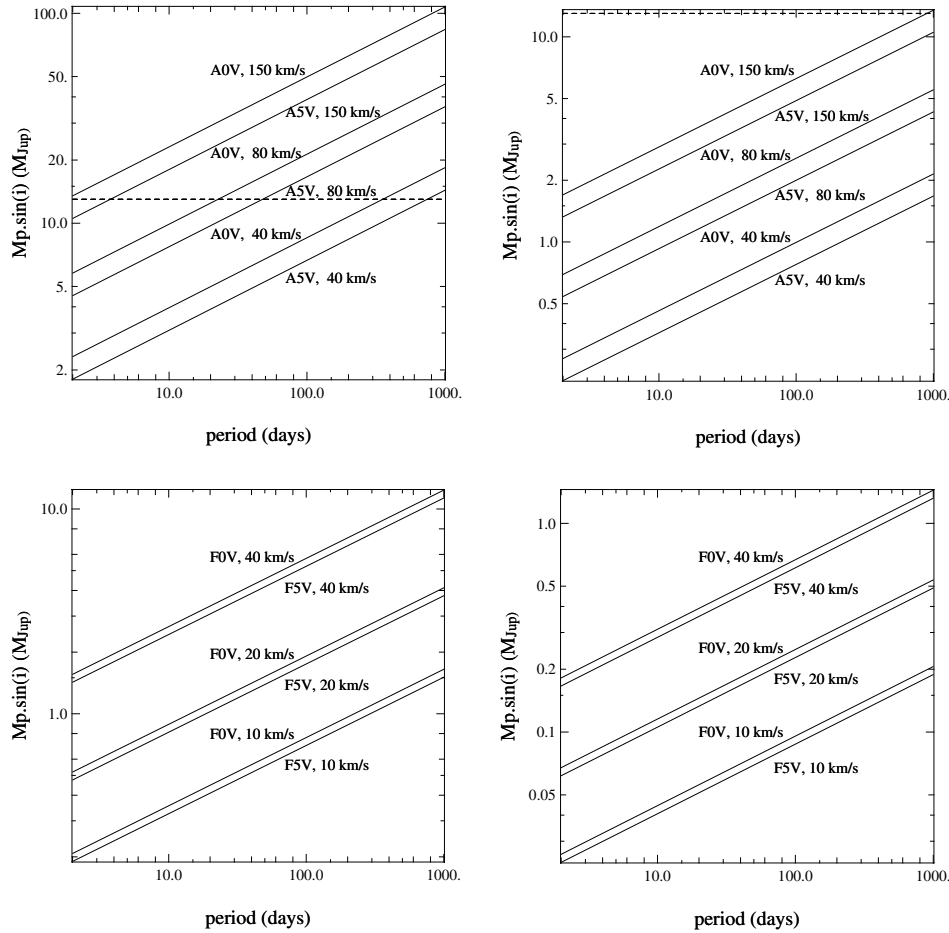 100.0
50.
20.
10.0
5.
2.
Mp.sin(i) (MJup)
A0V, 150 km/s
A5V, 150 km/s
A0V, 80 km/s
A5V, 80 km/s
A0V, 40 km/s
A5V, 40 km/s
10.0 100.0 1000.
period (days)
10.0
5.
2.
1.0
0.5
Mp.sin(i) (MJup)
A0V, 150 km/s
A5V, 150 km/s
A0V, 80 km/s
A5V, 80 km/s
A0V, 40 km/s
A5V, 40 km/s
10.0 100.0 1000.
period (days)
10.0
1.0
Mp.sin(i) (MJup)
F0V, 40 km/s
F5V, 40 km/s
F0V, 20 km/s
F5V, 20 km/s
F0V, 10 km/s
F5V, 10 km/s
10.0 100.0 1000.
period (days)
1.0
0.5
0.2
0.1
0.05
Mp.sin(i) (MJup)
F0V, 40 km/s
F5V, 40 km/s
F0V, 20 km/s
F5V, 20 km/s
F0V, 10 km/s
F5V, 10 km/s
10.0 100.0 1000.
period (days)